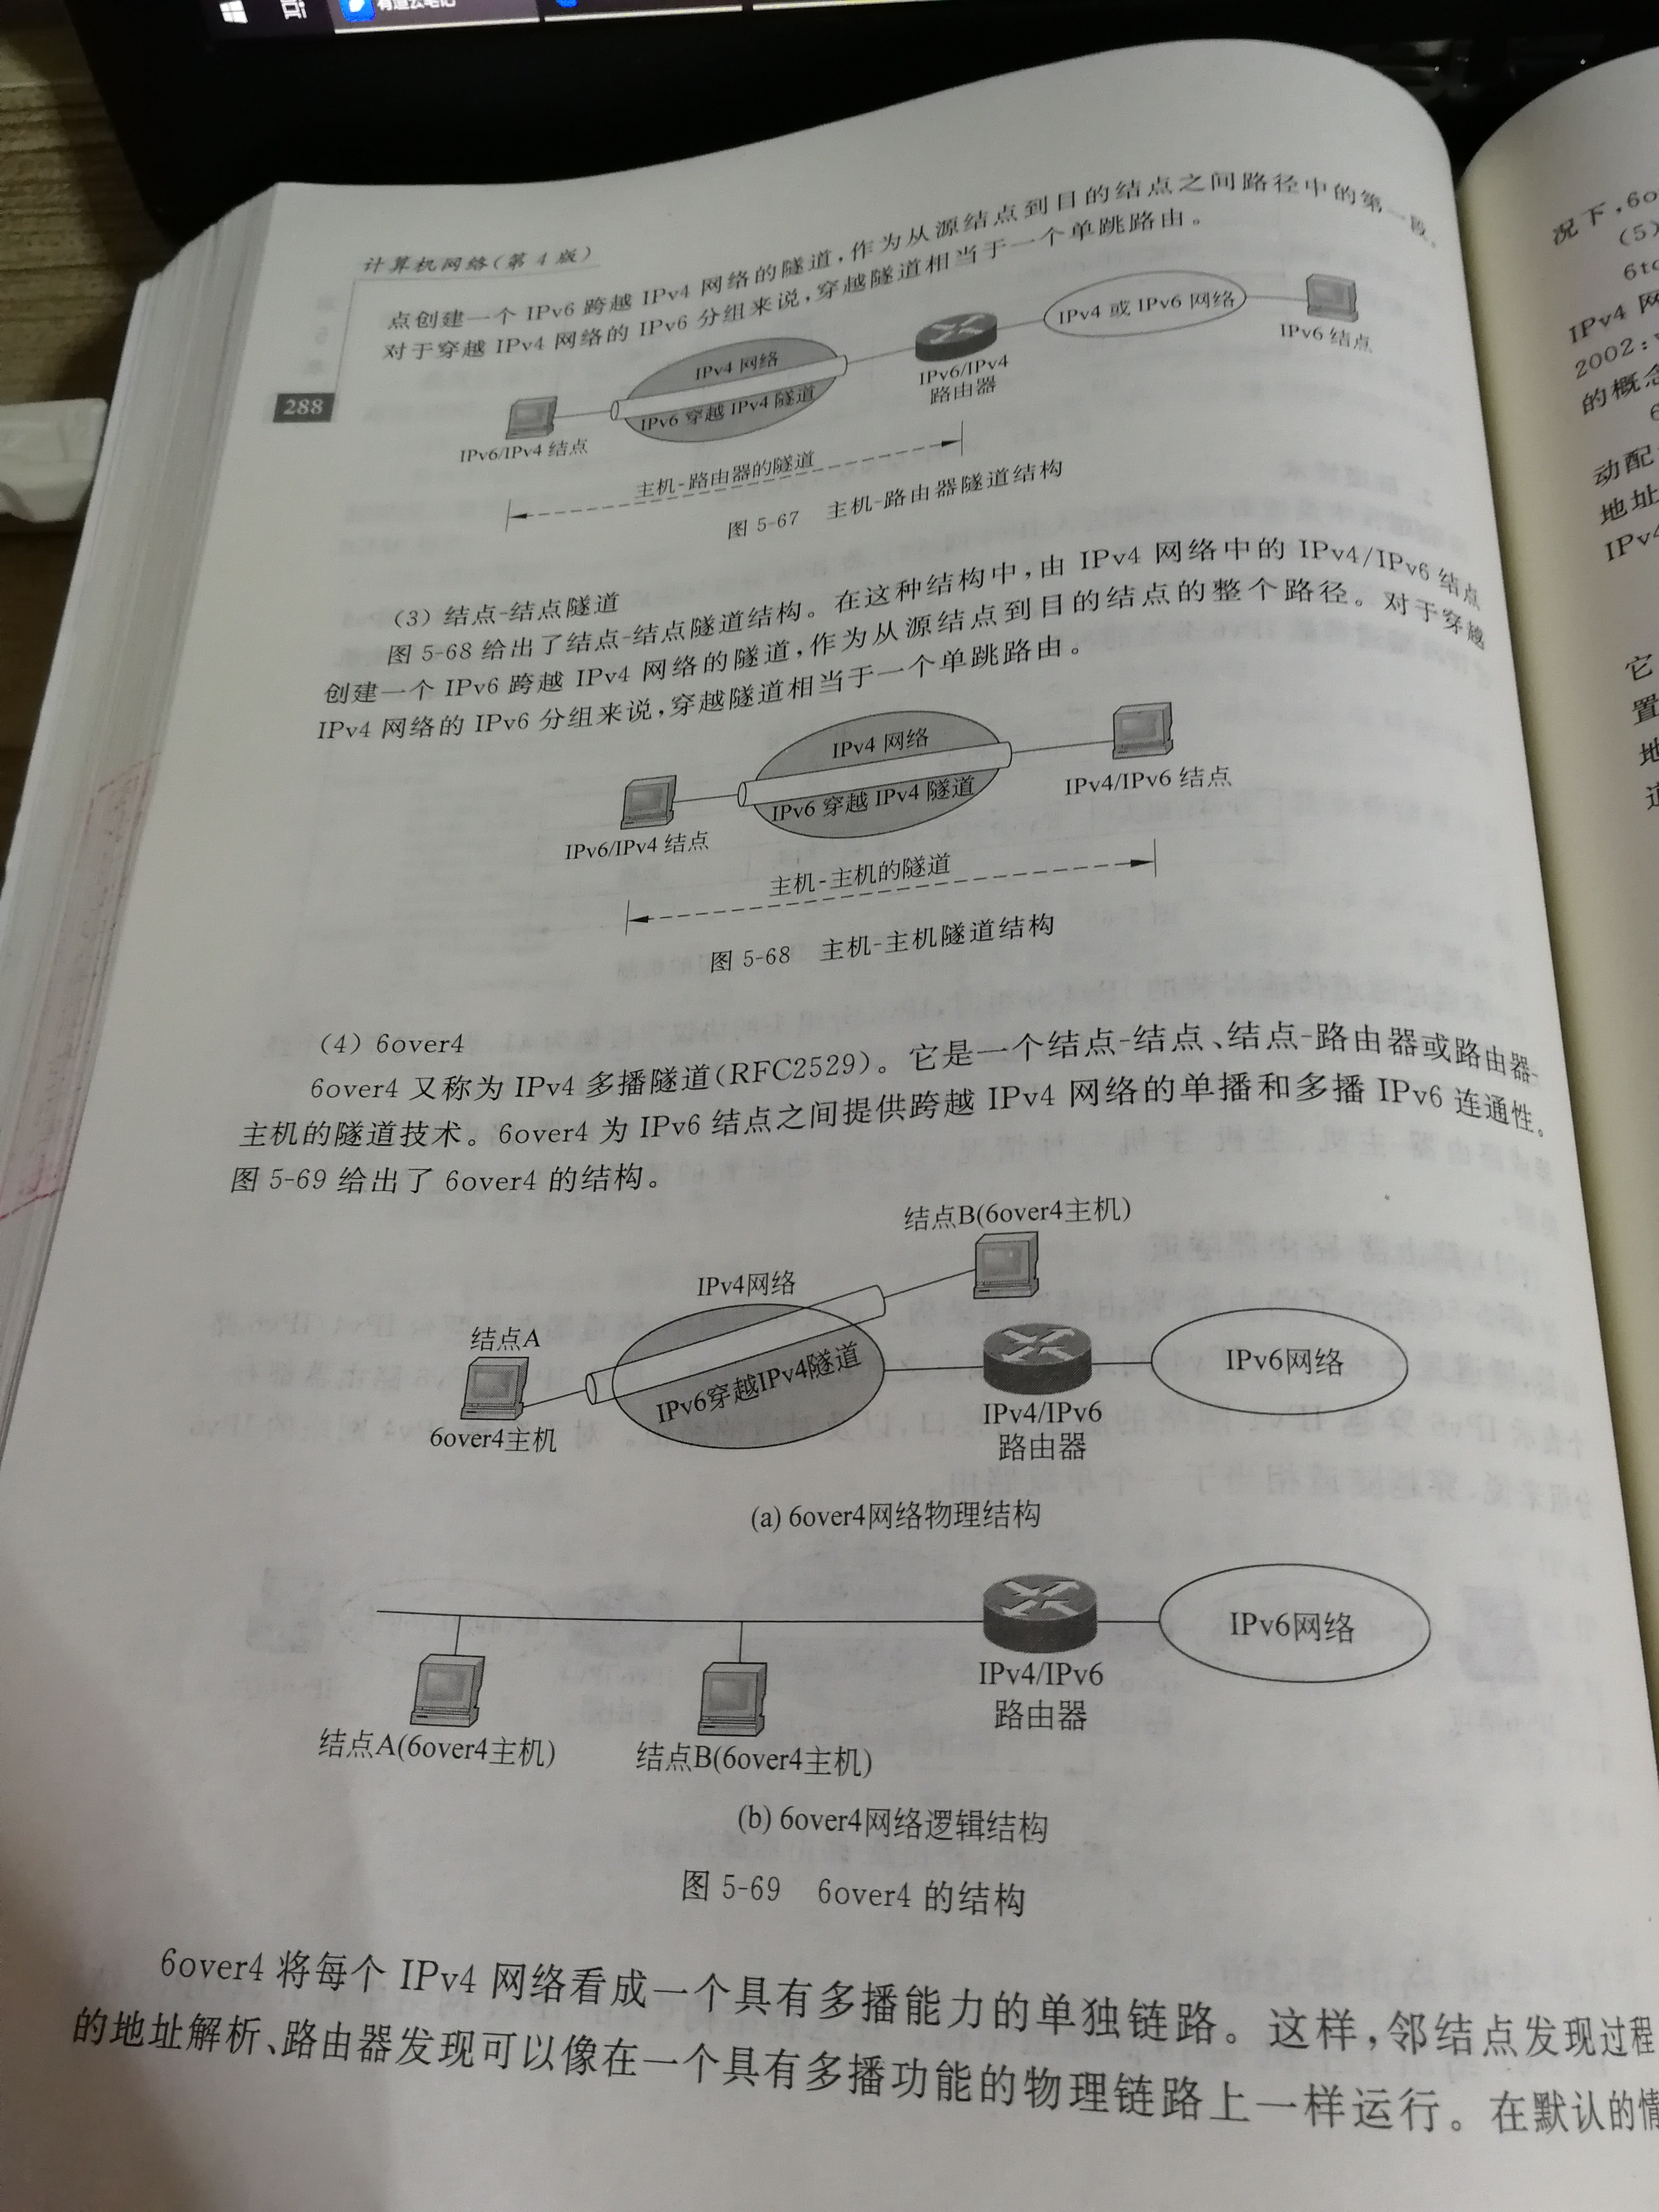 有道云笔记
计算机网络(第4版)
288
点创建一个 IPv6 跨越 IPv4 网络的隧道,作为从源结点到目的结点之间路径中的第一段。
对于穿越 IPv4 网络的 IPv6 分组来说,穿越隧道相当于一个单跳路由。
IPv4 网络
IPv6 穿越 IPv4 隧道
IPv6/IPv4 结点
IPv6/IPv4
路由器
IPv4 或 IPv6 网络
IPv6 结点
主机-路由器的隧道
图 5-67 主机-路由器隧道结构
(3) 结点-结点隧道
图 5-68 给出了结点-结点隧道结构。在这种结构中,由 IPv4 网络中的 IPv4/IPv6 结点
创建一个 IPv6 跨越 IPv4 网络的隧道,作为从源结点到目的结点的整个路径。对于穿越
IPv4 网络的 IPv6 分组来说,穿越隧道相当于一个单跳路由。
IPv4 网络
IPv6 穿越 IPv4 隧道
IPv6/IPv4 结点
IPv4/IPv6 结点
主机-主机的隧道
图 5-68 主机-主机隧道结构
(4) 6over4
6over4 又称为 IPv4 多播隧道(RFC2529)。它是一个结点-结点、结点-路由器或路由器-
主机的隧道技术。6over4 为 IPv6 结点之间提供跨越 IPv4 网络的单播和多播 IPv6 连通性。
图 5-69 给出了 6over4 的结构。
结点B(6over4主机)
IPv4网络
结点A
6over4主机
IPv6穿越IPv4隧道
IPv4/IPv6
路由器
IPv6网络
(a) 6over4网络物理结构
IPv4/IPv6
路由器
IPv6网络
结点A(6over4主机)
结点B(6over4主机)
(b) 6over4网络逻辑结构
图 5-69 6over4 的结构
6over4 将每个 IPv4 网络看成一个具有多播能力的单独链路。这样,邻结点发现过程
的地址解析、路由器发现可以像在一个具有多播功能的物理链路上一样运行。在默认的情
况下,6o
(5)
6to
IPv4 网
2002:
的概念
6
动配
地址
IPv4
它
置
地